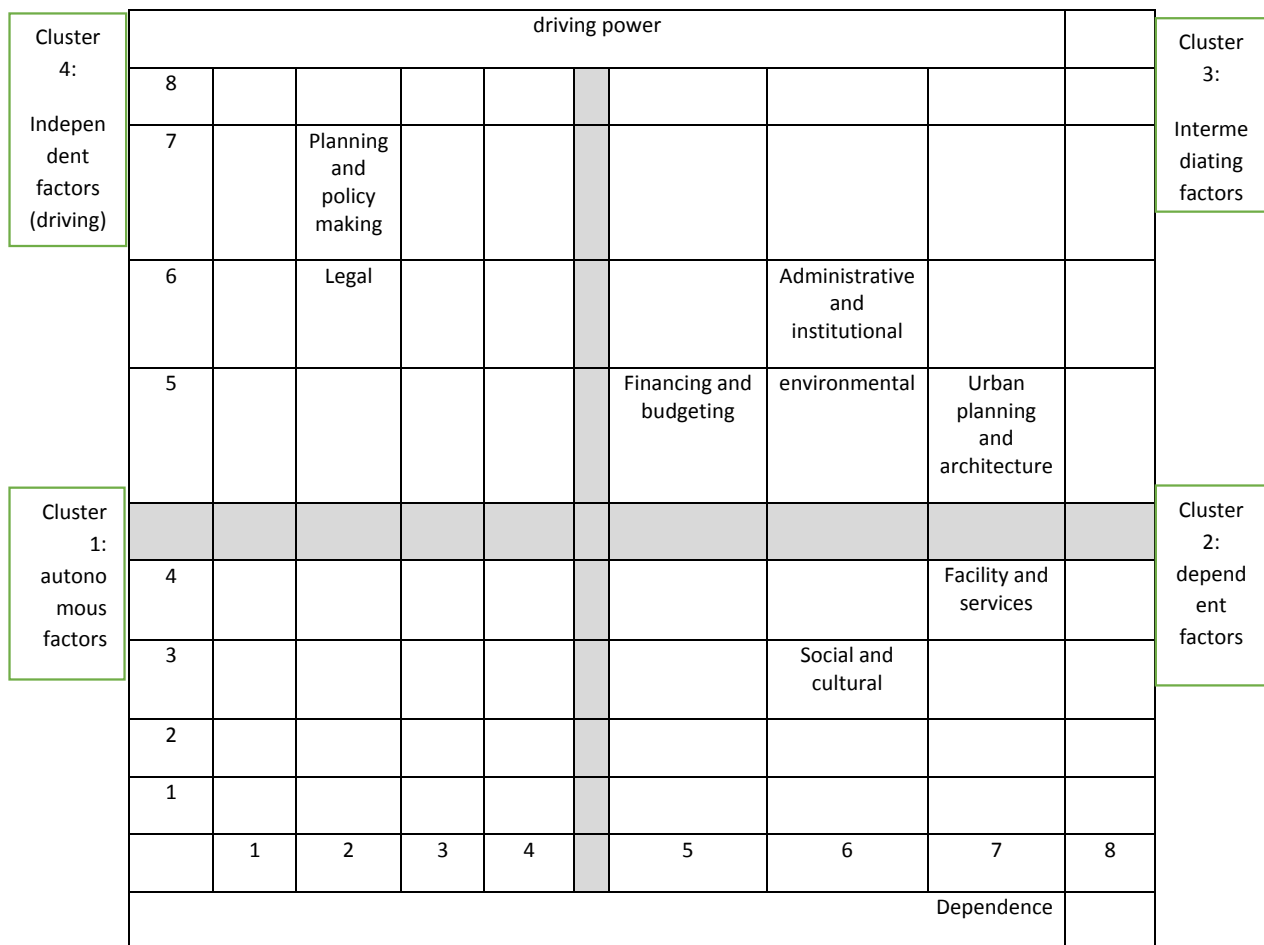 driving power
Cluster
4:
Indepen
dent
factors
(driving)
Cluster
3:
Interme
diating
factors
8
7
Planning
and
policy
making
6
Legal
Administrative
and
institutional
5
Financing and
budgeting
environmental
Urban
planning
and
architecture
Cluster
1:
autono
mous
factors
Cluster
2:
depend
ent
factors
4
Facility and
services
3
Social and
cultural
2
1
1 2 3 4 5 6 7 8
Dependence